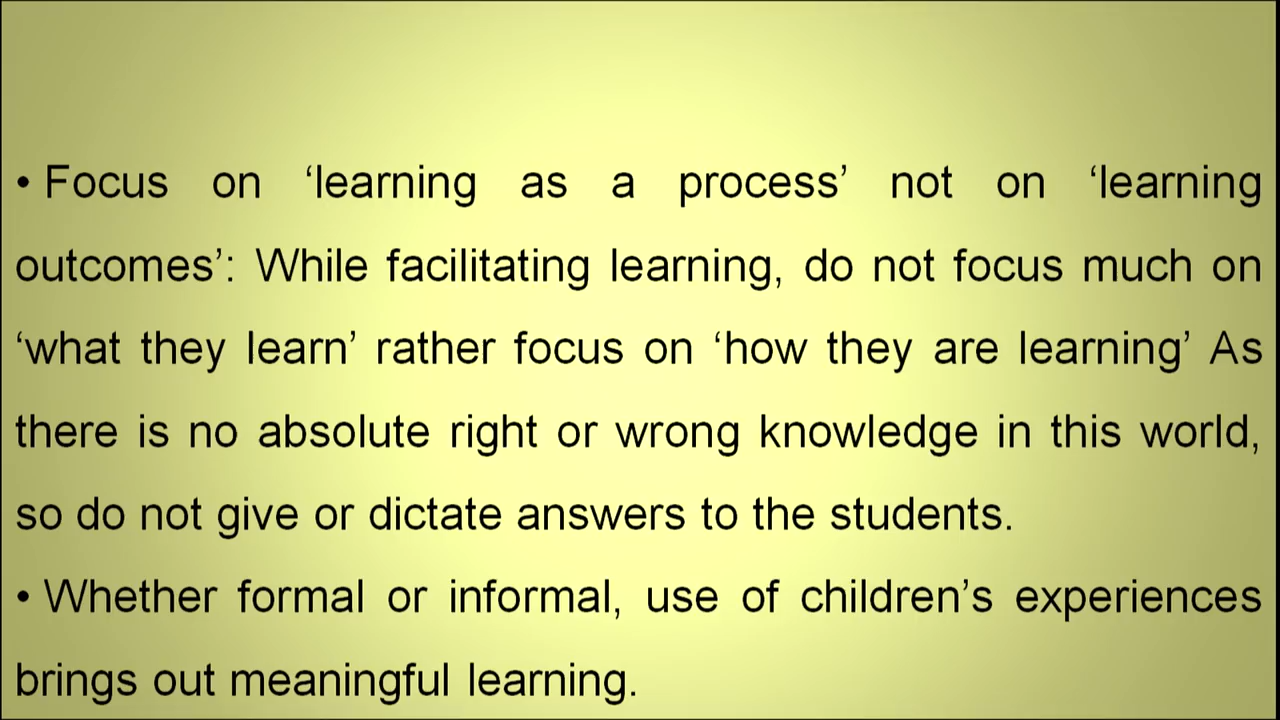 • Focus on ‘learning as a process’ not on ‘learning
outcomes’: While facilitating learning, do not focus much on
‘what they learn’ rather focus on ‘how they are learning’ As
there is no absolute right or wrong knowledge in this world,
so do not give or dictate answers to the students.
• Whether formal or informal, use of children’s experiences
brings out meaningful learning.